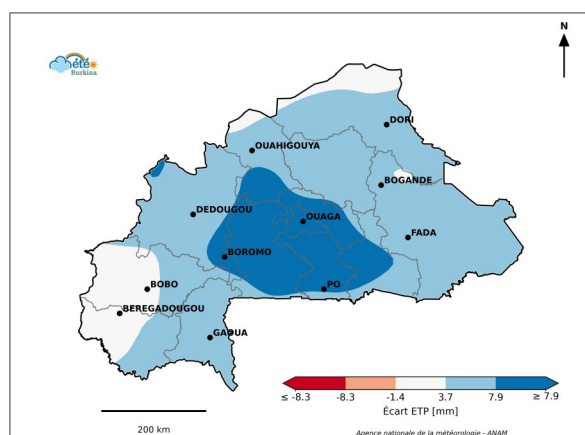 N
Météo
Burkina
DORI
OUAHIGOUYA
BOGANDE
DEDOUGOU
OUAGA
FADA
BOROMO
BOBO
PO
BEREGADOUGOU
GAOUA
≤ -8.3 -8.3 -1.4 3.7 7.9 ≥ 7.9
Écart ETP [mm]
200 km
Agence nationale de la météorologie - ANAM